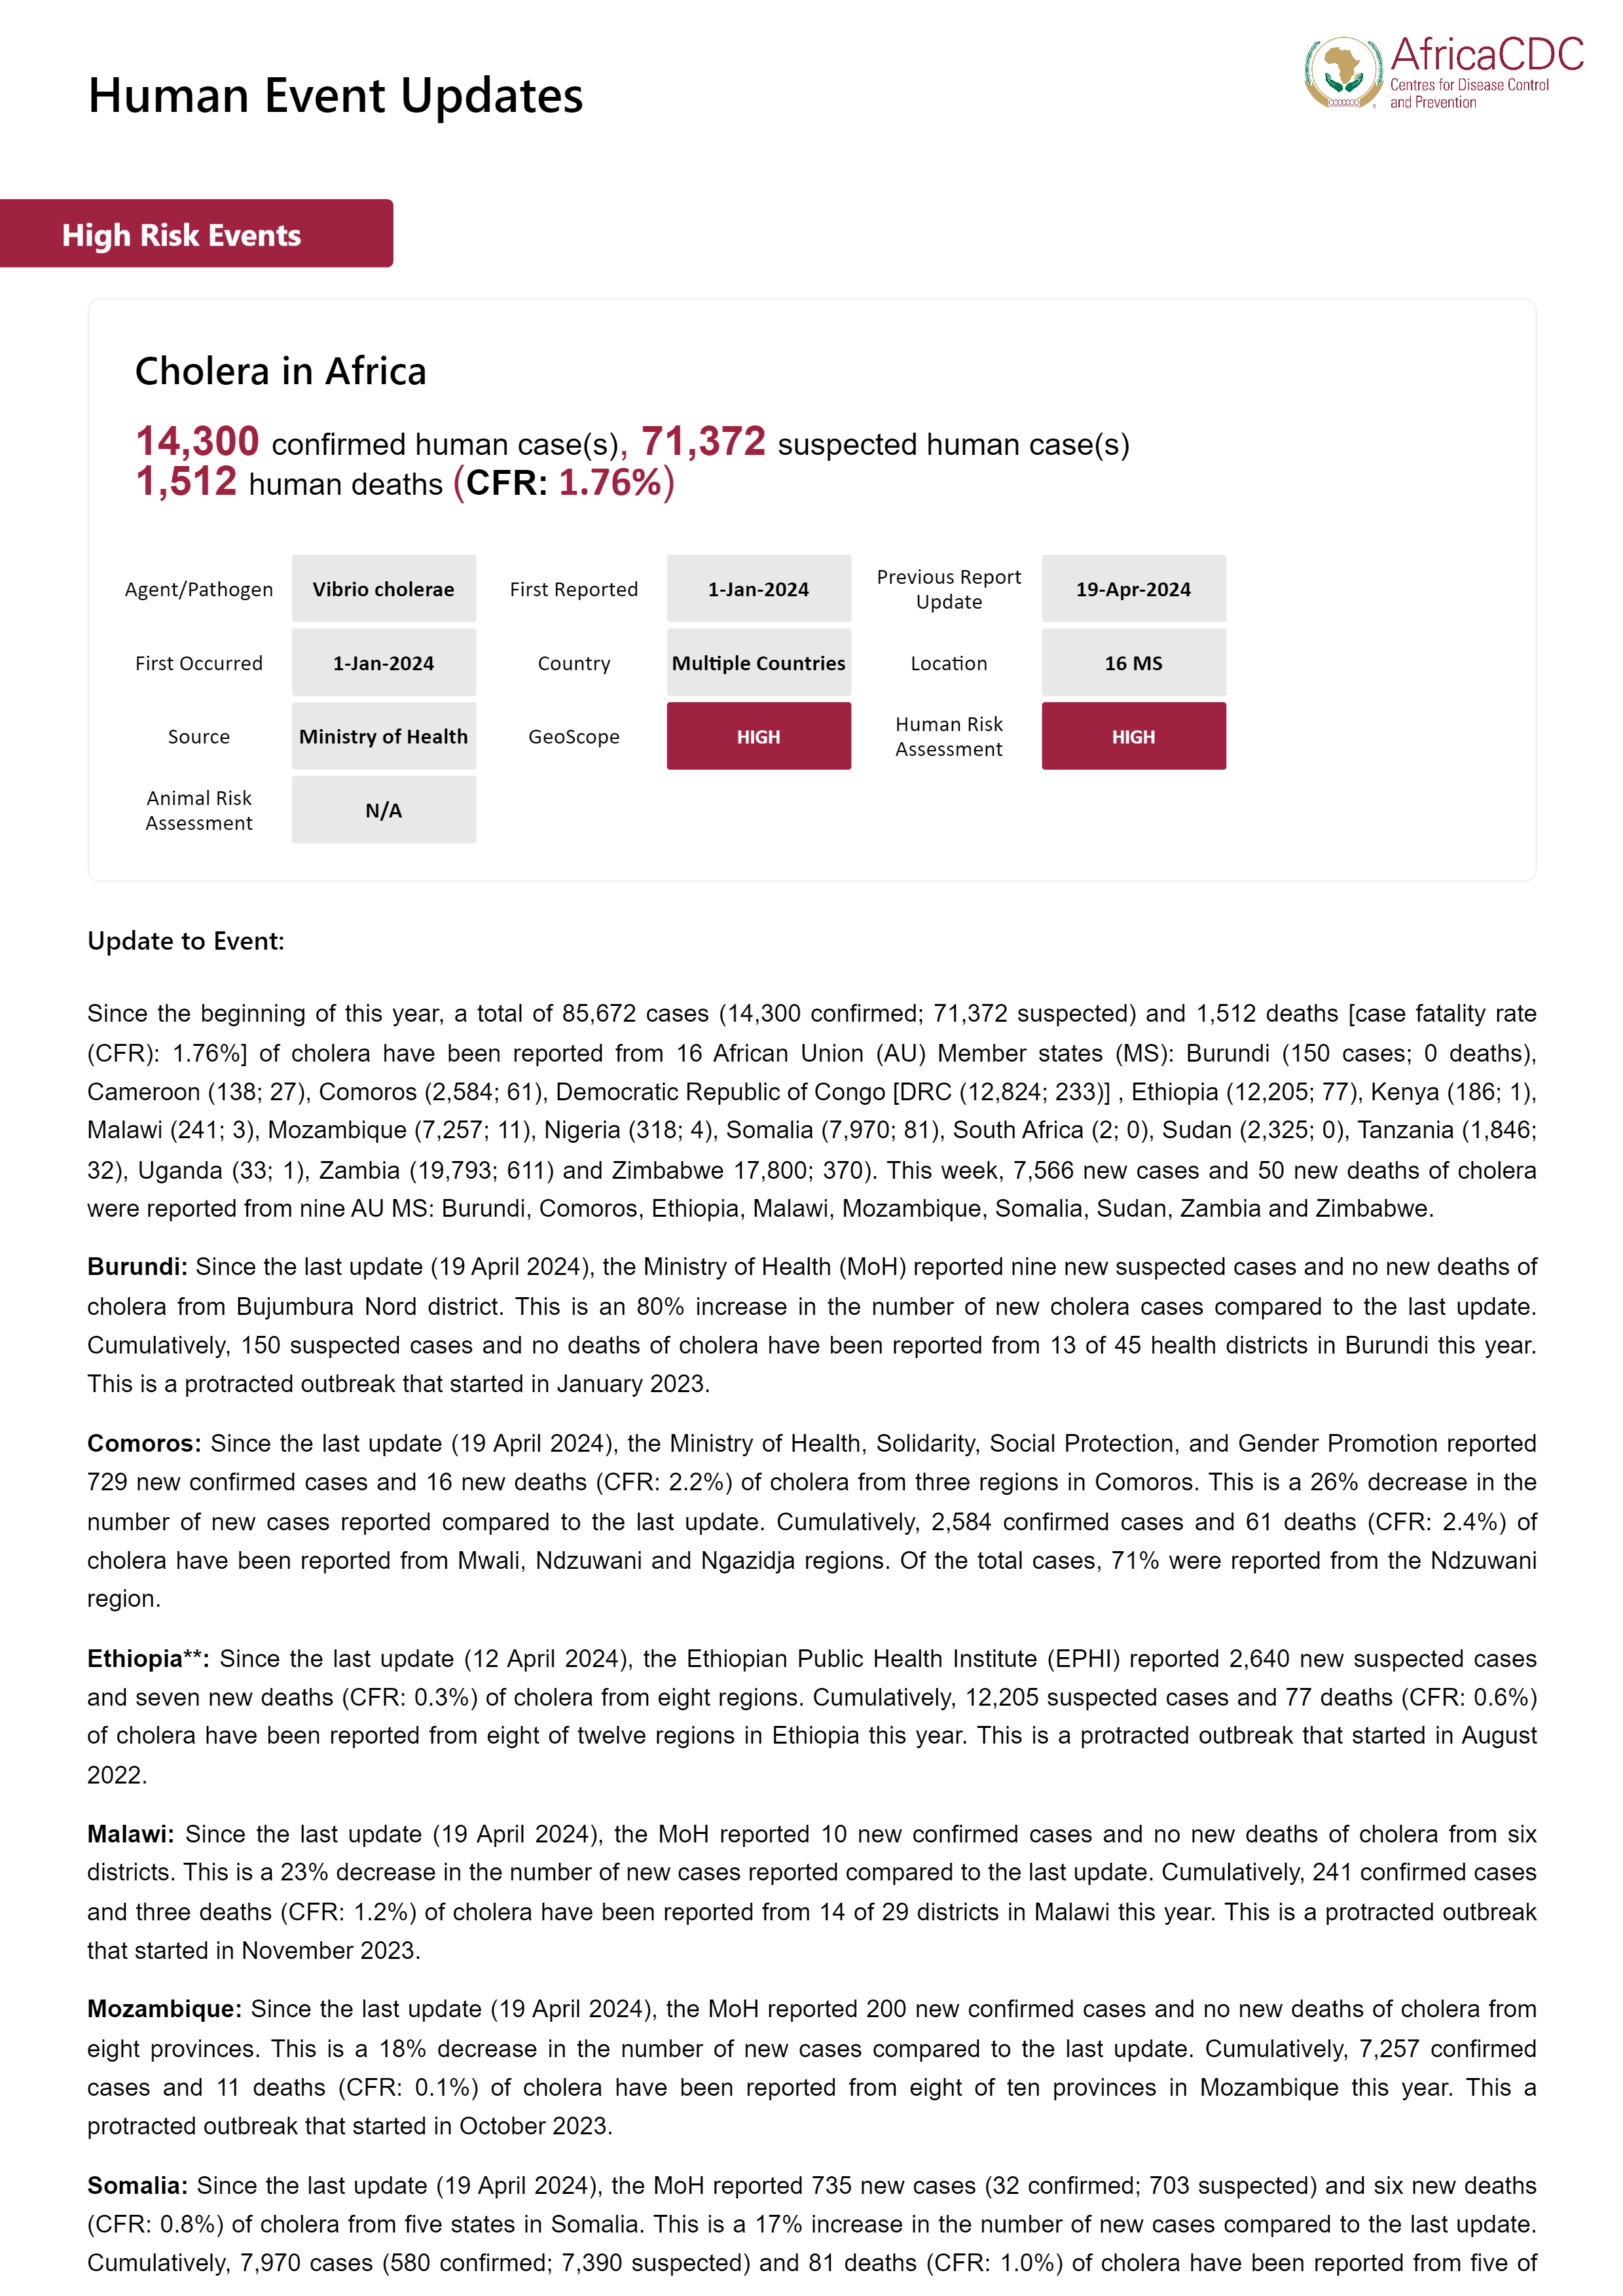 Human Event Updates
AfricaCDC
Centres for Disease Control
and Prevention
High Risk Events
Cholera in Africa
14,300 confirmed human case(s), 71,372 suspected human case(s)
1,512 human deaths (CFR: 1.76%)
Agent/Pathogen Vibrio cholerae First Reported 1-Jan-2024 Previous Report Update 19-Apr-2024
First Occurred 1-Jan-2024 Country Multiple Countries Location 16 MS
Source Ministry of Health GeoScope HIGH Human Risk Assessment HIGH
Animal Risk Assessment N/A
Update to Event:
Since the beginning of this year, a total of 85,672 cases (14,300 confirmed; 71,372 suspected) and 1,512 deaths [case fatality rate
(CFR): 1.76%] of cholera have been reported from 16 African Union (AU) Member states (MS): Burundi (150 cases; 0 deaths),
Cameroon (138; 27), Comoros (2,584; 61), Democratic Republic of Congo [DRC (12,824; 233)] , Ethiopia (12,205; 77), Kenya (186; 1),
Malawi (241; 3), Mozambique (7,257; 11), Nigeria (318; 4), Somalia (7,970; 81), South Africa (2; 0), Sudan (2,325; 0), Tanzania (1,846;
32), Uganda (33; 1), Zambia (19,793; 611) and Zimbabwe 17,800; 370). This week, 7,566 new cases and 50 new deaths of cholera
were reported from nine AU MS: Burundi, Comoros, Ethiopia, Malawi, Mozambique, Somalia, Sudan, Zambia and Zimbabwe.
Burundi: Since the last update (19 April 2024), the Ministry of Health (MoH) reported nine new suspected cases and no new deaths of
cholera from Bujumbura Nord district. This is an 80% increase in the number of new cholera cases compared to the last update.
Cumulatively, 150 suspected cases and no deaths of cholera have been reported from 13 of 45 health districts in Burundi this year.
This is a protracted outbreak that started in January 2023.
Comoros: Since the last update (19 April 2024), the Ministry of Health, Solidarity, Social Protection, and Gender Promotion reported
729 new confirmed cases and 16 new deaths (CFR: 2.2%) of cholera from three regions in Comoros. This is a 26% decrease in the
number of new cases reported compared to the last update. Cumulatively, 2,584 confirmed cases and 61 deaths (CFR: 2.4%) of
cholera have been reported from Mwali, Ndzuwani and Ngazidja regions. Of the total cases, 71% were reported from the Ndzuwani
region.
Ethiopia**: Since the last update (12 April 2024), the Ethiopian Public Health Institute (EPHI) reported 2,640 new suspected cases
and seven new deaths (CFR: 0.3%) of cholera from eight regions. Cumulatively, 12,205 suspected cases and 77 deaths (CFR: 0.6%)
of cholera have been reported from eight of twelve regions in Ethiopia this year. This is a protracted outbreak that started in August
2022.
Malawi: Since the last update (19 April 2024), the MoH reported 10 new confirmed cases and no new deaths of cholera from six
districts. This is a 23% decrease in the number of new cases reported compared to the last update. Cumulatively, 241 confirmed cases
and three deaths (CFR: 1.2%) of cholera have been reported from 14 of 29 districts in Malawi this year. This is a protracted outbreak
that started in November 2023.
Mozambique: Since the last update (19 April 2024), the MoH reported 200 new confirmed cases and no new deaths of cholera from
eight provinces. This is a 18% decrease in the number of new cases compared to the last update. Cumulatively, 7,257 confirmed
cases and 11 deaths (CFR: 0.1%) of cholera have been reported from eight of ten provinces in Mozambique this year. This a
protracted outbreak that started in October 2023.
Somalia: Since the last update (19 April 2024), the MoH reported 735 new cases (32 confirmed; 703 suspected) and six new deaths
(CFR: 0.8%) of cholera from five states in Somalia. This is a 17% increase in the number of new cases compared to the last update.
Cumulatively, 7,970 cases (580 confirmed; 7,390 suspected) and 81 deaths (CFR: 1.0%) of cholera have been reported from five of